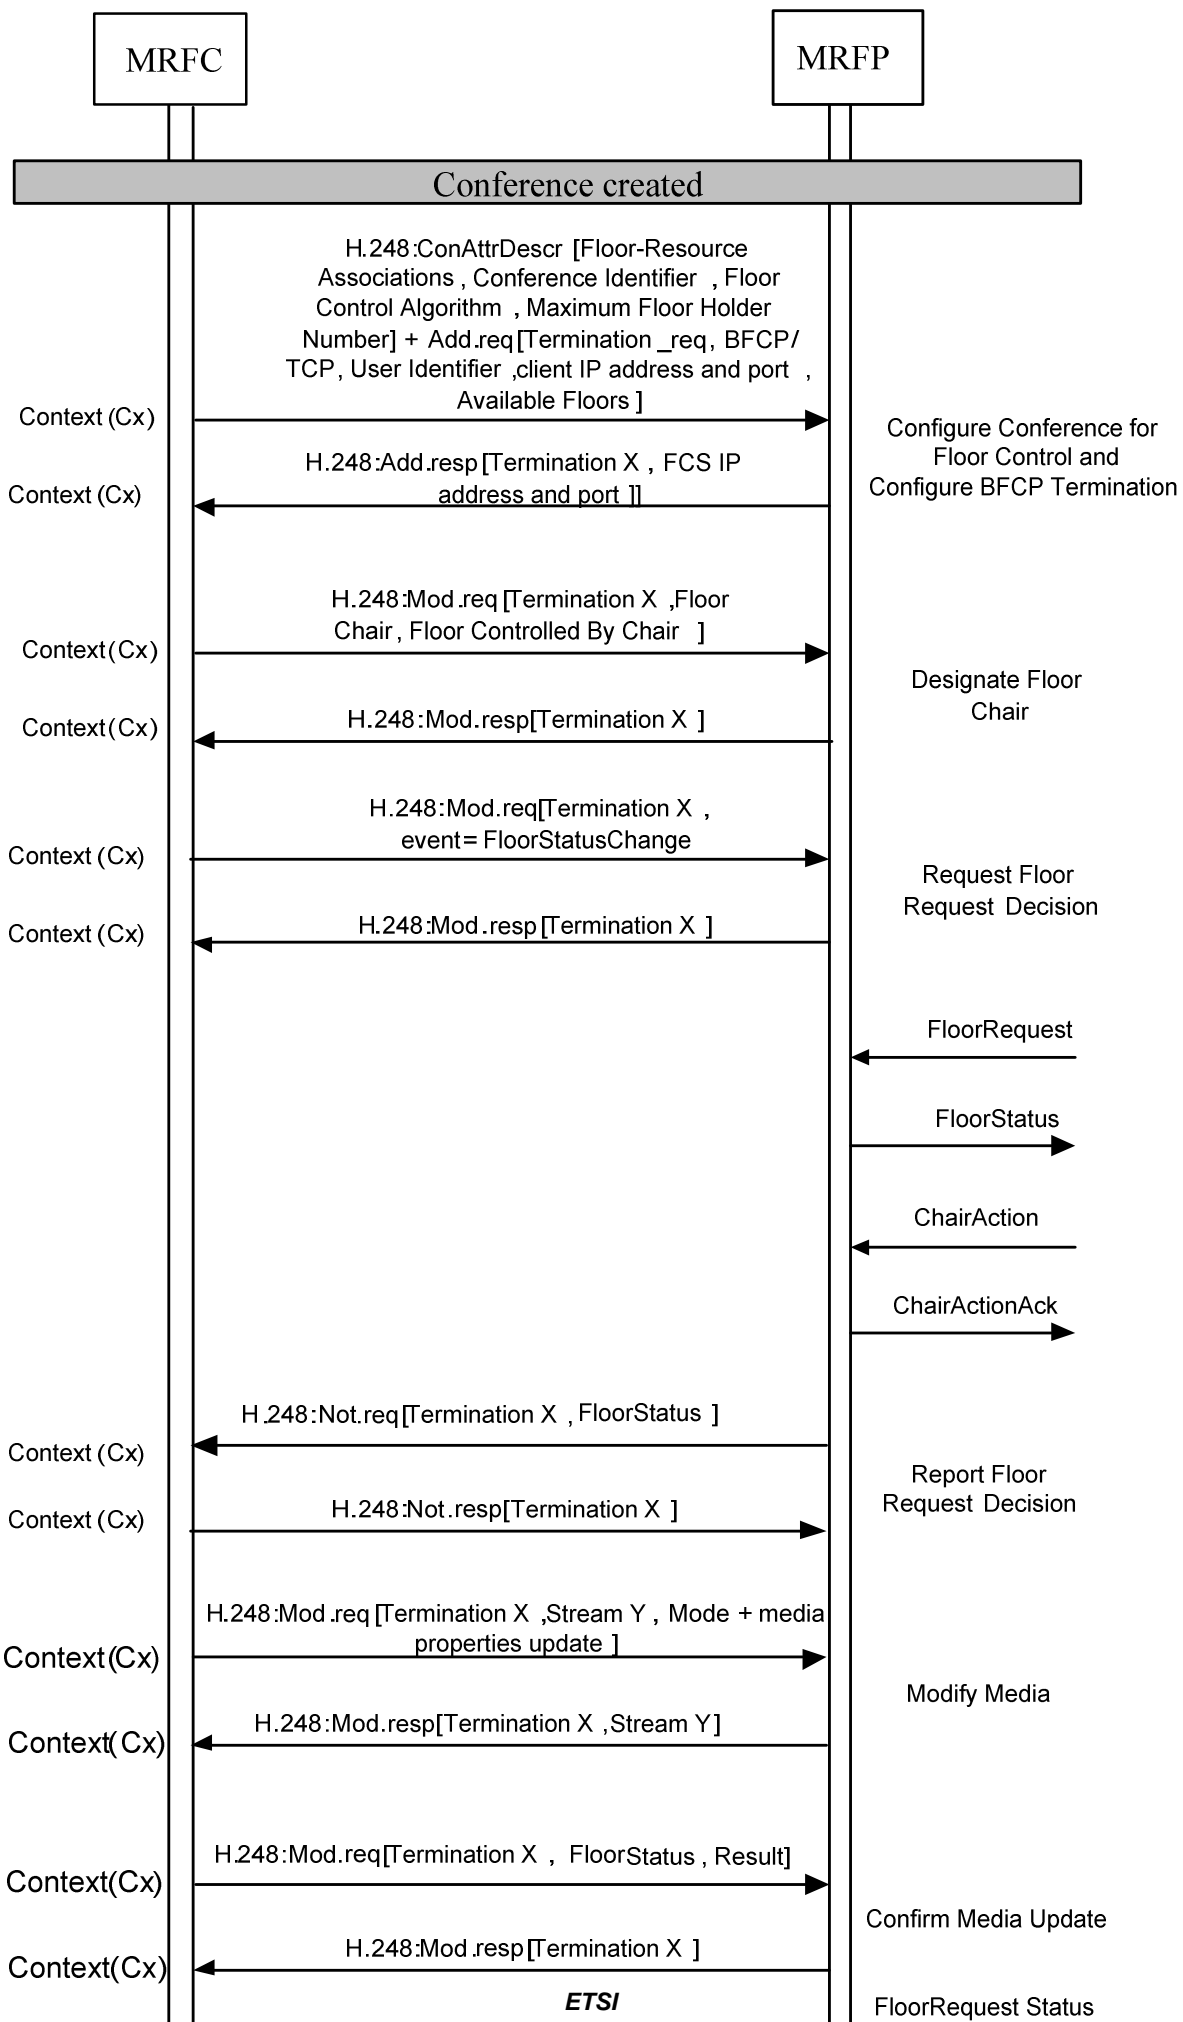 MRFC
MRFP
Conference created
H.248:ConAttrDescr [Floor-Resource
Associations , Conference Identifier , Floor
Control Algorithm , Maximum Floor Holder
Number] + Add.req[Termination _req, BFCP/
TCP, User Identifier ,client IP address and port ,
Available Floors ]
Context (Cx)
Configure Conference for
Floor Control and
Configure BFCP Termination
H.248:Add.resp [Termination X , FCS IP
address and port ]]
Context (Cx)
H.248:Mod.req [Termination X ,Floor
Chair , Floor Controlled By Chair ]
Context (Cx)
Designate Floor
Chair
H.248:Mod.resp[Termination X ]
Context (Cx)
H.248:Mod.req[Termination X ,
event= FloorStatusChange
Context (Cx)
Request Floor
Request Decision
H.248:Mod.resp [Termination X ]
Context (Cx)
FloorRequest
FloorStatus
ChairAction
ChairActionAck
H.248:Not.req[Termination X , FloorStatus ]
Context (Cx)
Report Floor
Request Decision
H.248:Not.resp[Termination X ]
Context (Cx)
H.248:Mod.req [Termination X ,Stream Y , Mode + media
properties update ]
Context (Cx)
Modify Media
H.248:Mod.resp[Termination X ,Stream Y]
Context( Cx)
H.248:Mod.req[Termination X , FloorStatus , Result]
Context(Cx)
Confirm Media Update
H.248:Mod.resp[Termination X ]
Context(Cx)
ETSI
FloorRequest Status